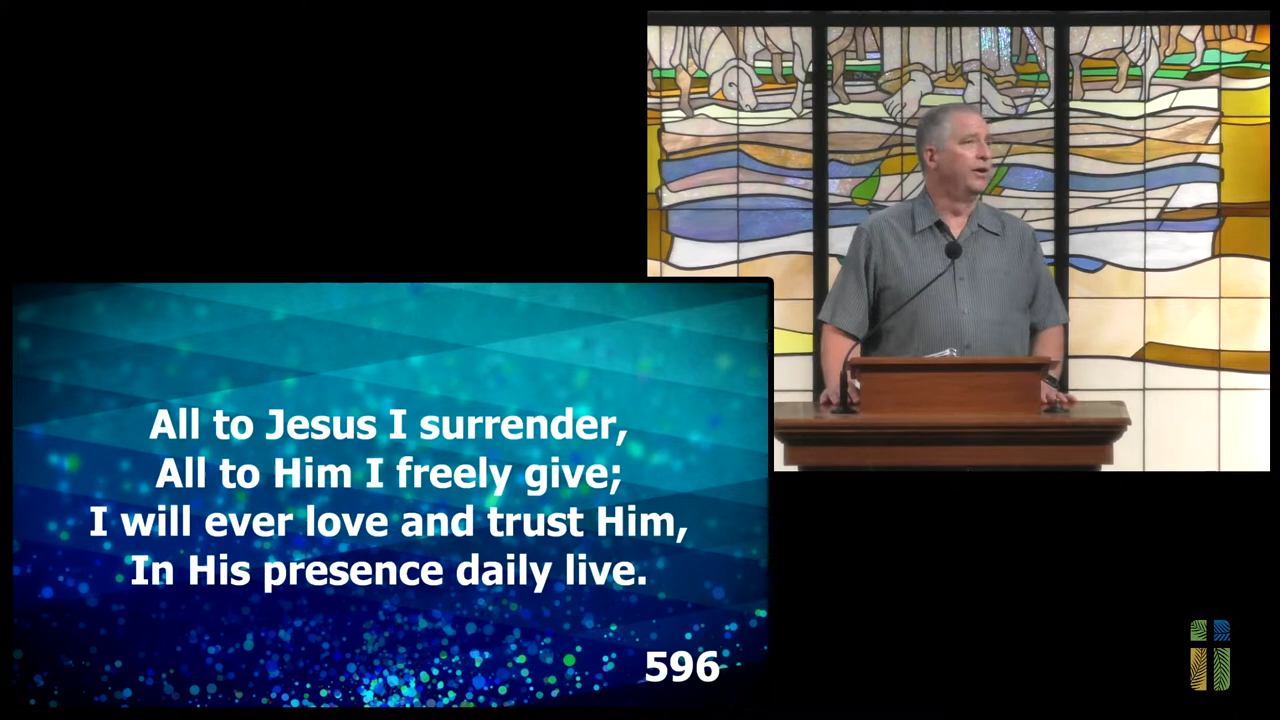 All to Jesus I surrender,
All to Him I freely give;
I will ever love and trust Him,
In His presence daily live.
596